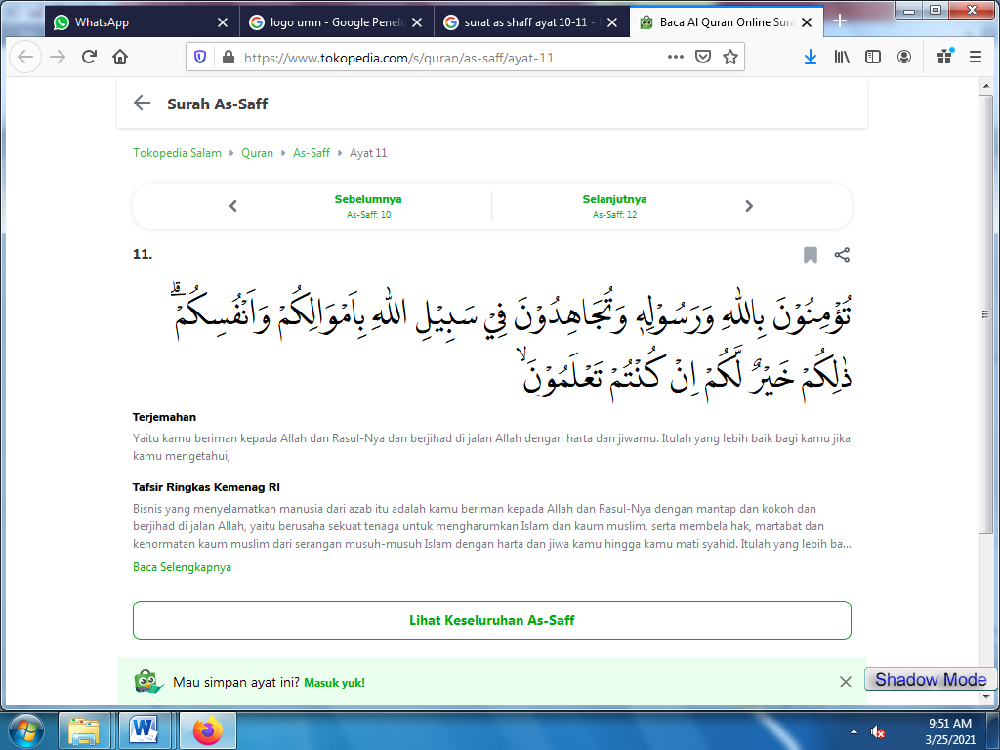 WhatsApp
logo umn - Google Penelu
surat as shaff ayat 10-11 -
Baca Al Quran Online Sura
https://www.tokopedia.com/s/quran/as-saff/ayat-11
Surah As-Saff
Tokopedia Salam Quran As-Saff Ayat 11
Sebelumnya
As-Saff: 10
Selanjutnya
As-Saff: 12
11.
تُؤْمِنُوْنَ بِاللّٰهِ وَرَسُوْلِهٖ وَتُجَاهِدُوْنَ فِيْ سَبِيْلِ اللّٰهِ بِاَمْوَالِكُمْ وَاَنْفُسِكُمْۗ
ذٰلِكُمْ خَيْرٌ لَّكُمْ اِنْ كُنْتُمْ تَعْلَمُوْنَۙ
Terjemahan
Yaitu kamu beriman kepada Allah dan Rasul-Nya dan berjihad di jalan Allah dengan harta dan jiwamu. Itulah yang lebih baik bagi kamu jika
kamu mengetahui,
Tafsir Ringkas Kemenag RI
Bisnis yang menyelamatkan manusia dari azab itu adalah kamu beriman kepada Allah dan Rasul-Nya dengan mantap dan kokoh dan
berjihad di jalan Allah, yaitu berusaha sekuat tenaga untuk mengharumkan Islam dan kaum muslim, serta membela hak, martabat dan
kehormatan kaum muslim dari serangan musuh-musuh Islam dengan harta dan jiwa kamu hingga kamu mati syahid. Itulah yang lebih ba...
Baca Selengkapnya
Lihat Keseluruhan As-Saff
Mau simpan ayat ini? Masuk yuk!
Shadow Mode
9:51 AM
3/25/2021